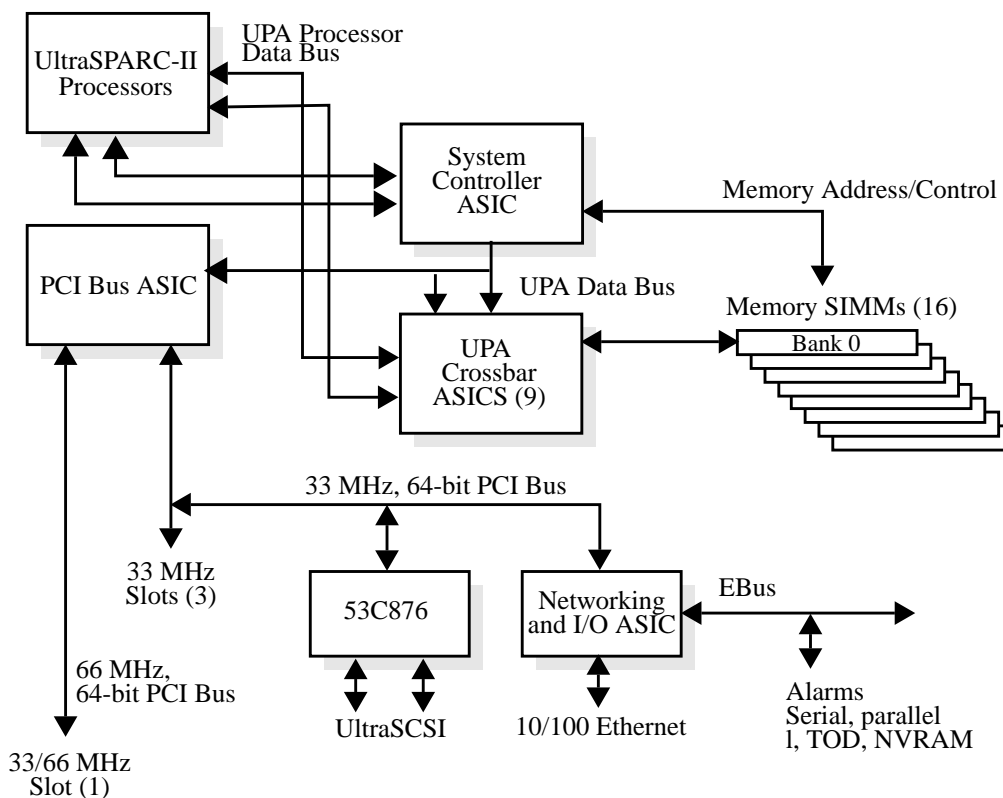 UltraSPARC-II
Processors
UPA Processor
Data Bus
System
Controller
ASIC
Memory Address/Control
PCI Bus ASIC
UPA Data Bus
Memory SIMMs (16)
Bank 0
UPA
Crossbar
ASICS (9)
33 MHz, 64-bit PCI Bus
33 MHz
Slots (3)
53C876
Networking
and I/O ASIC
EBus
66 MHz,
64-bit PCI Bus
UltraSCSI
10/100 Ethernet
Alarms
Serial, parallel
l, TOD, NVRAM
33/66 MHz
Slot (1)